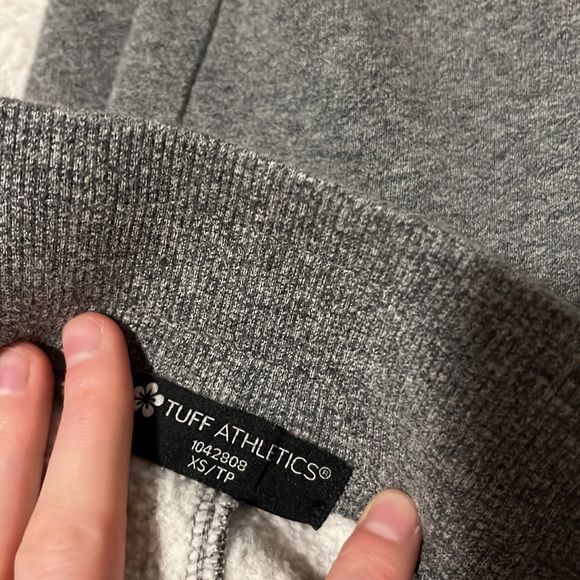 TUFF ATHLETICS®
1042808
XS/TP